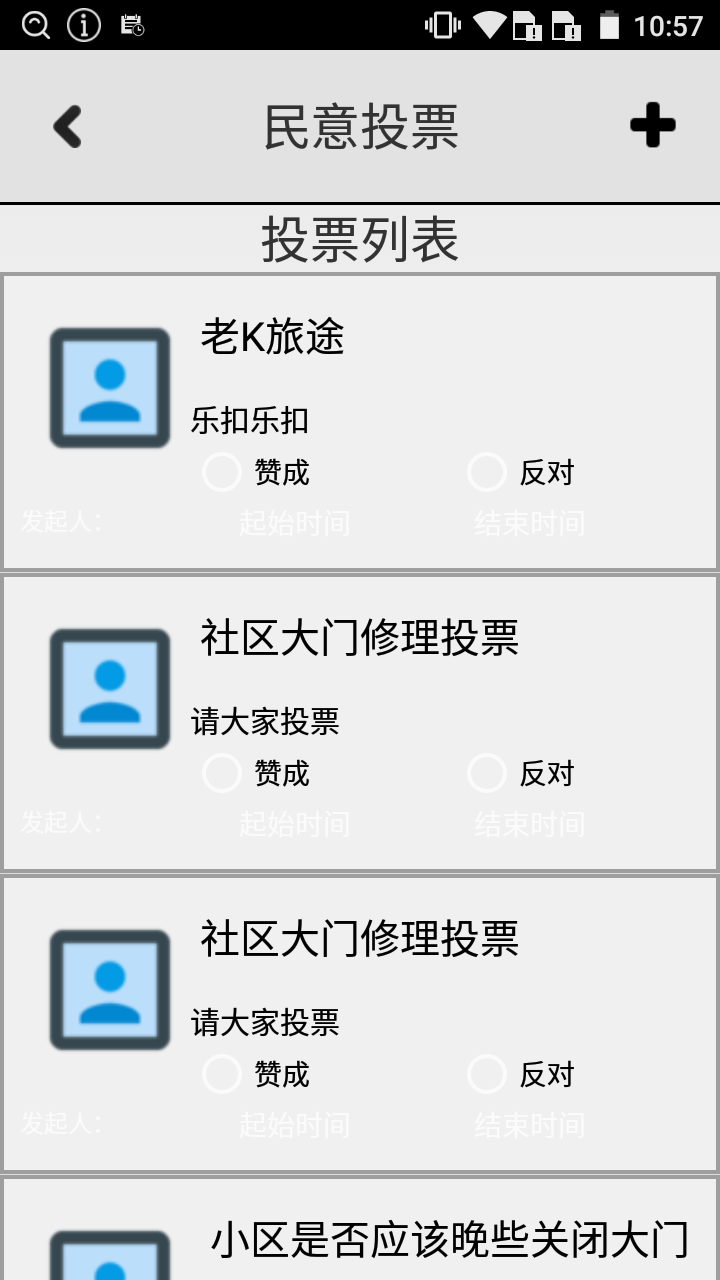 10:57
民意投票
投票列表
老K旅途
乐扣乐扣
赞成 反对
发起人: 起始时间 结束时间
社区大门修理投票
请大家投票
赞成 反对
发起人: 起始时间 结束时间
社区大门修理投票
请大家投票
赞成 反对
发起人: 起始时间 结束时间
小区是否应该晚些关闭大门